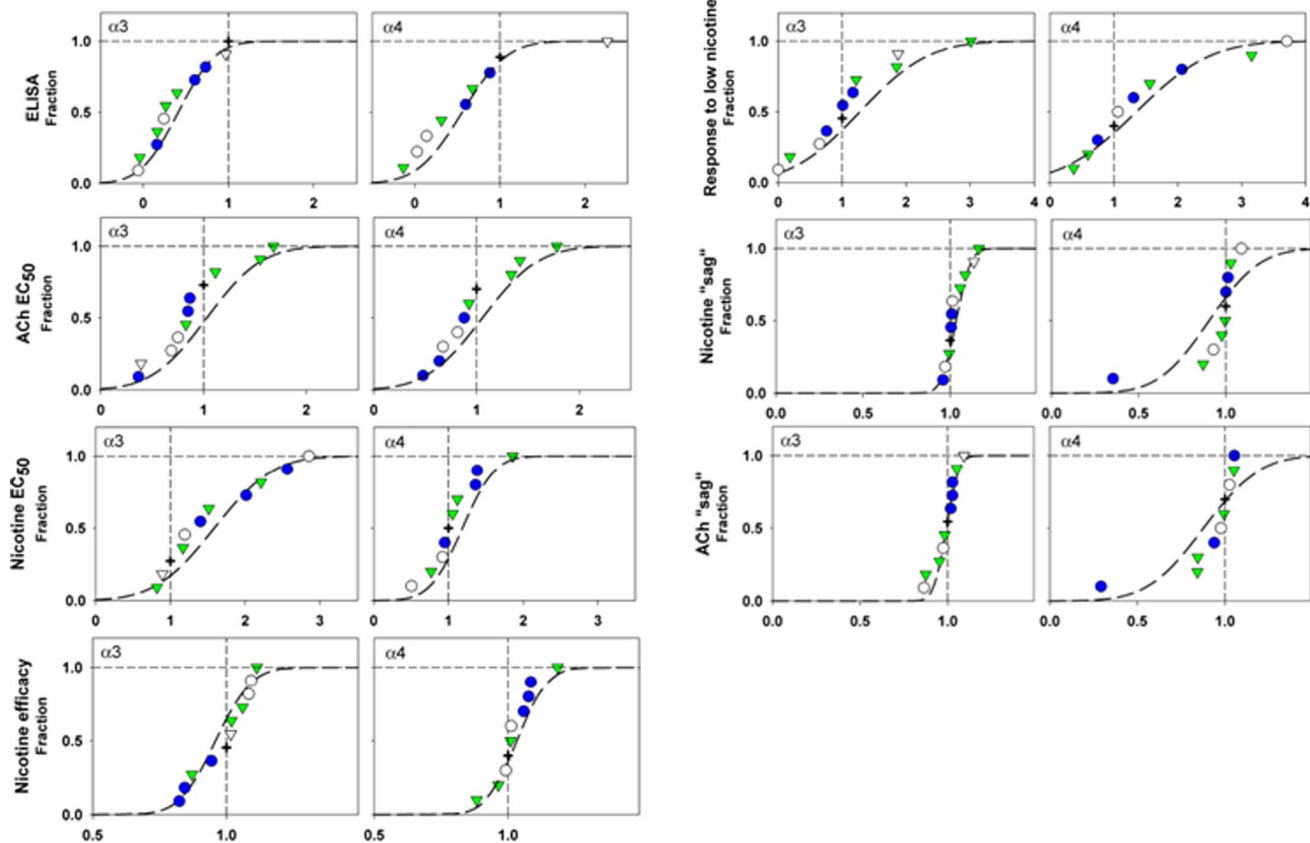 α3
α4
ELISA
Fraction
1.0
0.5
0.0
0 1 2
0 1 2
α3
α4
Response to low nicotine
Fraction
1.0
0.5
0.0
0 1 2 3 4
0 1 2 3 4
α3
α4
ACh EC50
Fraction
1.0
0.5
0.0
0 1 2
0 1 2
α3
α4
Nicotine "sag"
Fraction
1.0
0.5
0.0
0.0 0.5 1.0
0.0 0.5 1.0
α3
α4
Nicotine EC50
Fraction
1.0
0.5
0.0
0 1 2 3
0 1 2 3
α3
α4
ACh "sag"
Fraction
1.0
0.5
0.0
0.0 0.5 1.0
0.0 0.5 1.0
α3
α4
Nicotine efficacy
Fraction
1.0
0.5
0.0
0.5 1.0
0.5 1.0